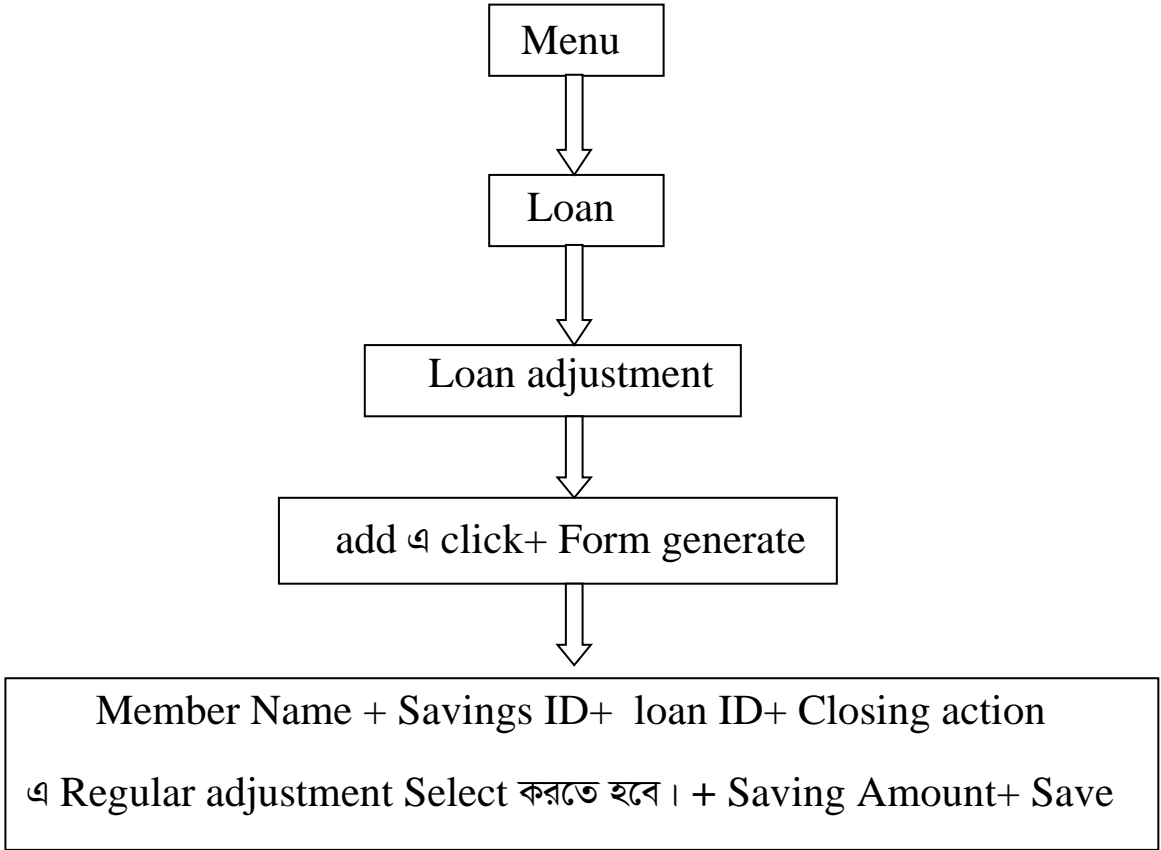 Menu
Loan
Loan adjustment
add এ click+ Form generate
Member Name + Savings ID+ loan ID+ Closing action
এ Regular adjustment Select করতে হবে। + Saving Amount+ Save